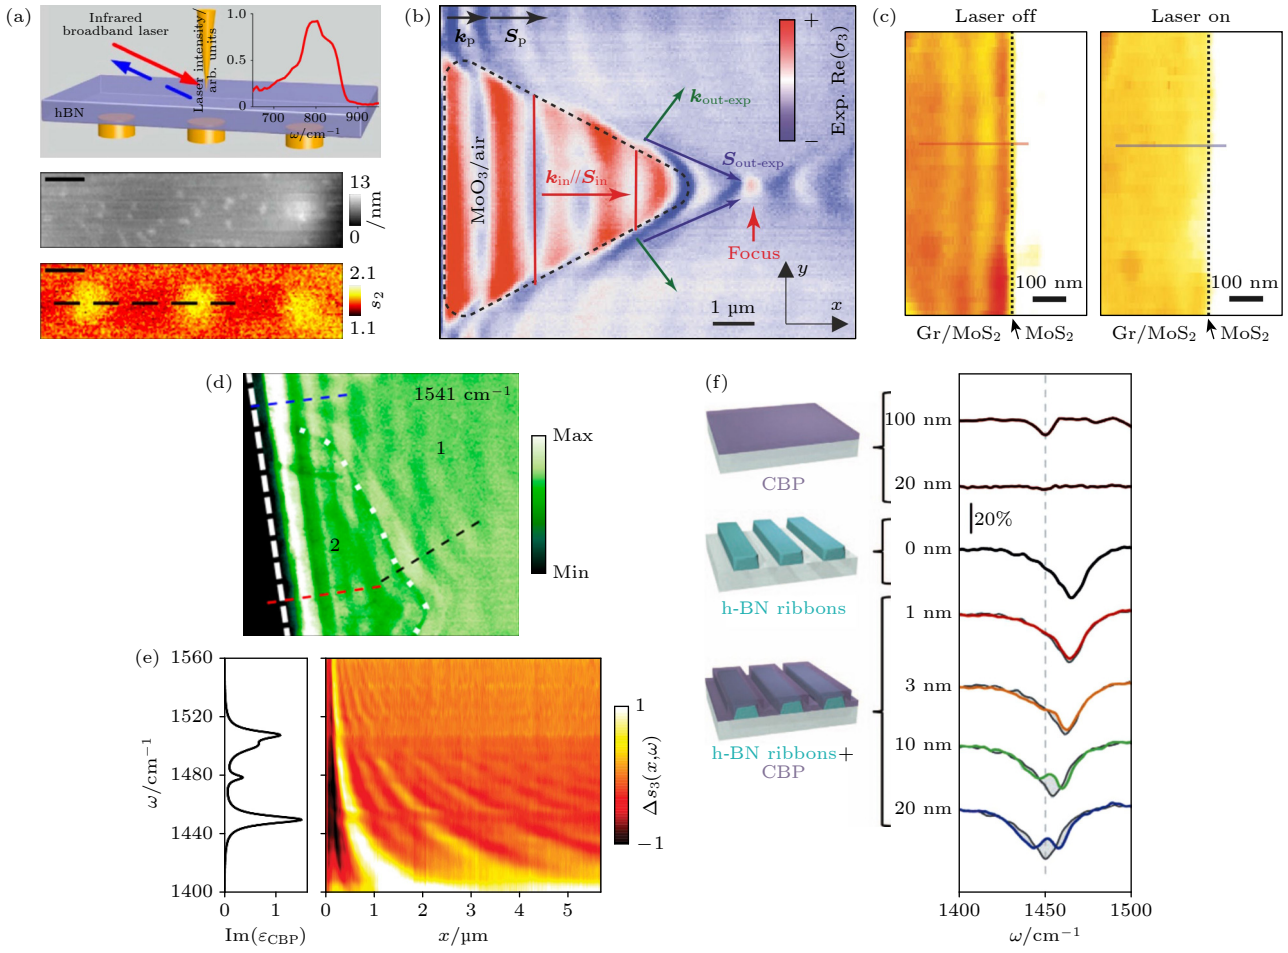 (a)
Infrared
broadband laser
hBN
Laser intensity/
arb. units
1.0
0.5
0
700
800
900
ω/cm⁻¹
13
/nm
0
2.1
s₂
1.1
(b)
kₚ
Sₚ
MoO₃/air
k_in//S_in
k_out-exp
S_out-exp
Focus
+
Exp. Re(σ₃)
−
1 μm
y
x
(c)
Laser off
Laser on
100 nm
100 nm
Gr/MoS₂
MoS₂
Gr/MoS₂
MoS₂
(d)
1541 cm⁻¹
1
2
Max
Min
(e)
1560
1520
1480
1440
1400
ω/cm⁻¹
0
1
Im(ε_CBP)
0
1
2
3
4
5
x/μm
1
Δs₃(x,ω)
−1
(f)
CBP
h-BN ribbons
h-BN ribbons+
CBP
100 nm
20 nm
20%
0 nm
1 nm
3 nm
10 nm
20 nm
1400
1450
1500
ω/cm⁻¹